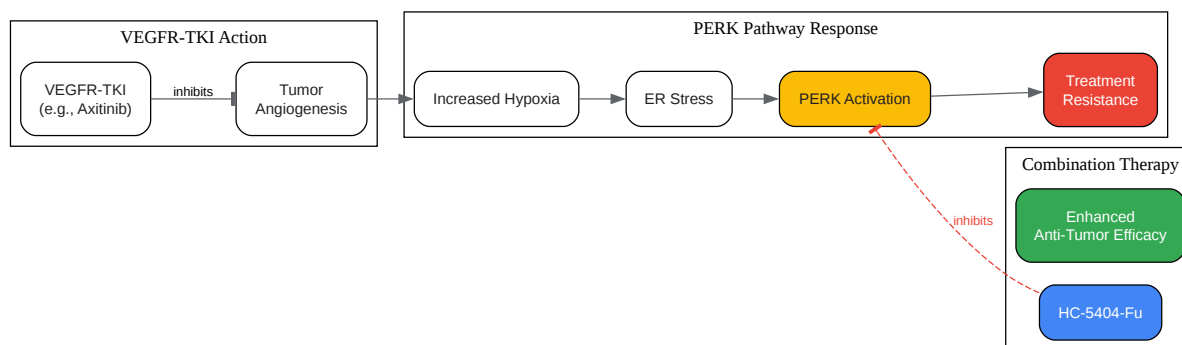 VEGFR-TKI Action
VEGFR-TKI
(e.g., Axitinib)
inhibits
Tumor
Angiogenesis
PERK Pathway Response
Increased Hypoxia
ER Stress
PERK Activation
Treatment
Resistance
inhibits
Combination Therapy
Enhanced
Anti-Tumor Efficacy
HC-5404-Fu